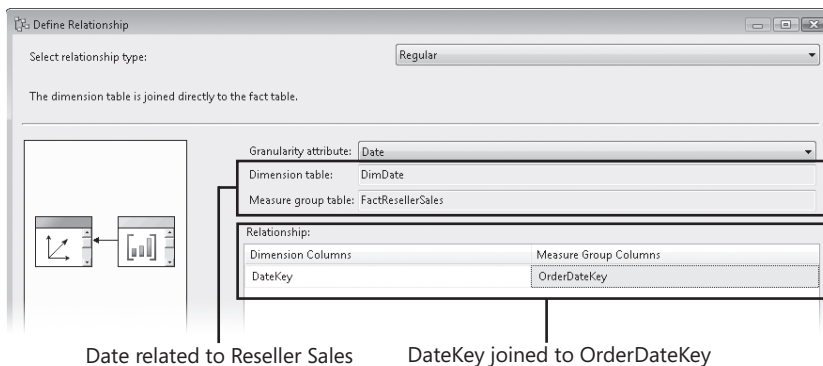 Define Relationship
Select relationship type:
Regular
The dimension table is joined directly to the fact table.
Granularity attribute: Date
Dimension table: DimDate
Measure group table: FactResellerSales
Relationship:
Dimension Columns Measure Group Columns
DateKey OrderDateKey
Date related to Reseller Sales DateKey joined to OrderDateKey